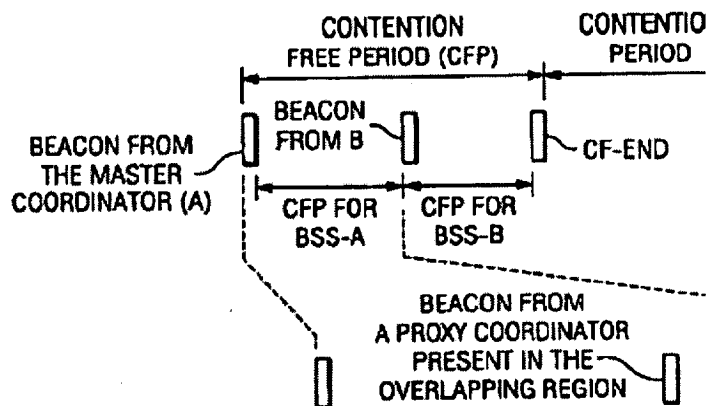 CONTENTION
FREE PERIOD (CFP)
CONTENTIO
PERIOD
BEACON
FROM B
BEACON FROM
THE MASTER
COORDINATOR (A)
CF-END
CFP FOR
BSS-A
CFP FOR
BSS-B
BEACON FROM
A PROXY COORDINATOR
PRESENT IN THE
OVERLAPPING REGION